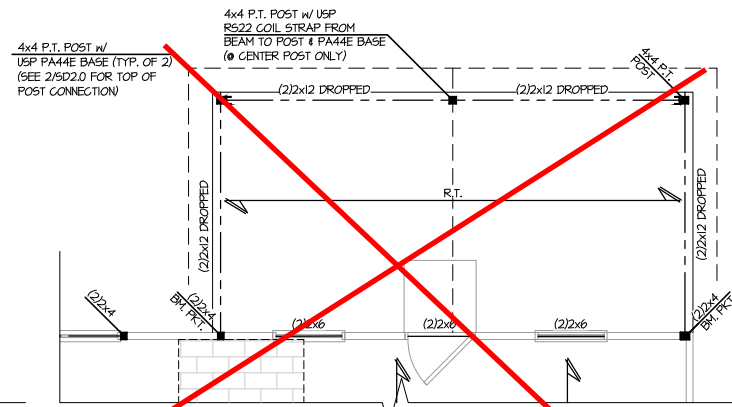 4x4 P.T. POST w/ USP
RS22 COIL STRAP FROM
BEAM TO POST & PA44E BASE
(@ CENTER POST ONLY)
4x4 P.T. POST w/
USP PA44E BASE (TYP. OF 2)
(SEE 2/SD2.0 FOR TOP OF
POST CONNECTION)
4x4 P.T.
POST
(2)2x12 DROPPED
(2)2x12 DROPPED
(2)2x12 DROPPED
R.T.
(2)2x12 DROPPED
(2)2x4
(2)2x4
BM. PKT.
(2)2x6
(2)2x6
(2)2x6
(2)2x4
BM. PKT.